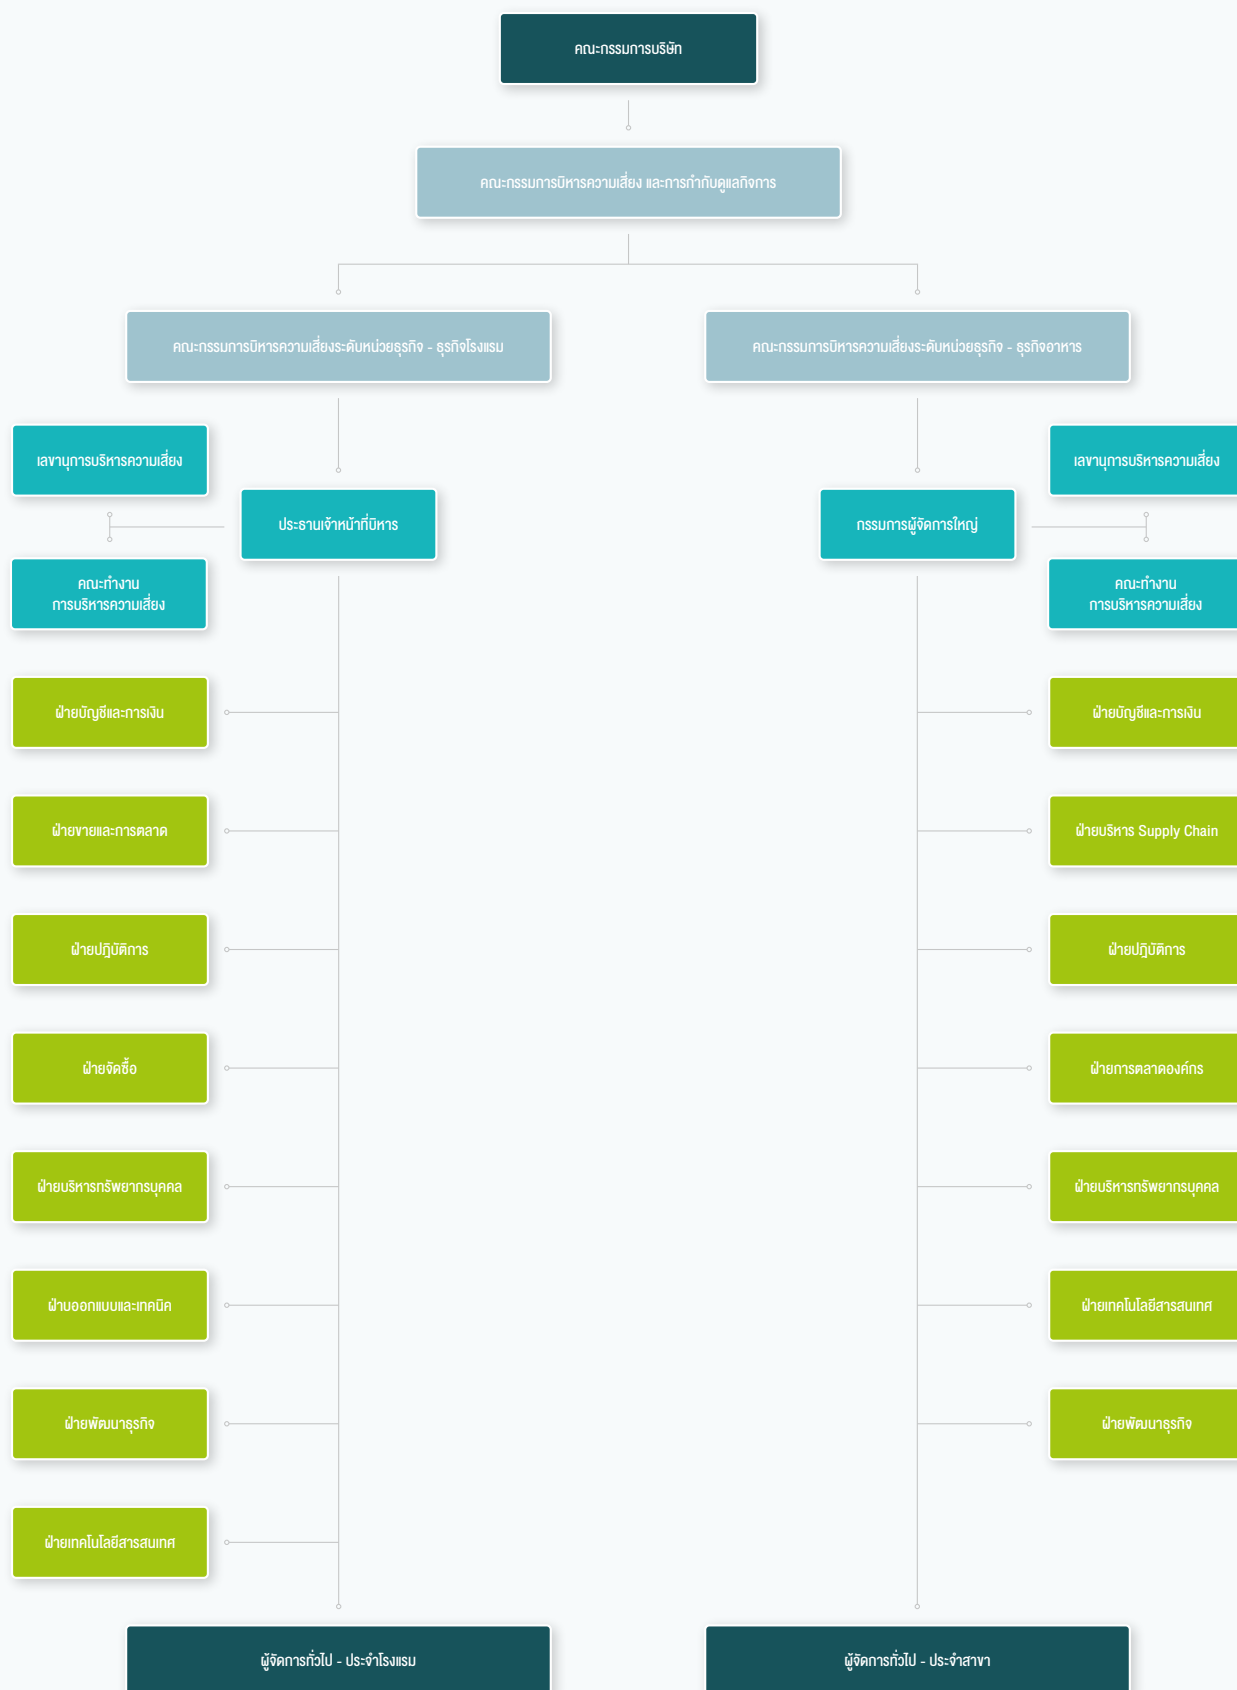 คณะกรรมการบริษัท
คณะกรรมการบิหารความเสี่ยง และการกำกับดูแลกิจการ
คณะกรรมการบิหารความเสี่ยงระดับหน่วยธุรกิจ - ธุรกิจโรงแรม
คณะกรรมการบิหารความเสี่ยงระดับหน่วยธุรกิจ - ธุรกิจอาหาร
เลขานุการบริหารความเสี่ยง
เลขานุการบริหารความเสี่ยง
ประธานเจ้าหน้าที่บิหาร
กรรมการผู้จัดการใหญ่
คณะทำงาน
การบริหารความเสี่ยง
คณะทำงาน
การบริหารความเสี่ยง
ฝ่ายบัญชีและการเงิน
ฝ่ายบัญชีและการเงิน
ฝ่ายขายและการตลาด
ฝ่ายบริหาร Supply Chain
ฝ่ายปฎิบัติการ
ฝ่ายปฎิบัติการ
ฝ่ายจัดซื้อ
ฝ่ายการตลาดองค์กร
ฝ่ายบริหารทรัพยากรบุคคล
ฝ่ายบริหารทรัพยากรบุคคล
ฝ่าบออกแบบและเทคนิค
ฝ่ายเทคโนโลยีสารสนเทศ
ฝ่ายพัฒนาธุรกิจ
ฝ่ายพัฒนาธุรกิจ
ฝ่ายเทคโนโลยีสารสนเทศ
ผู้จัดการทั่วไป - ประจำโรงแรม
ผู้จัดการทั่วไป - ประจำสาขา